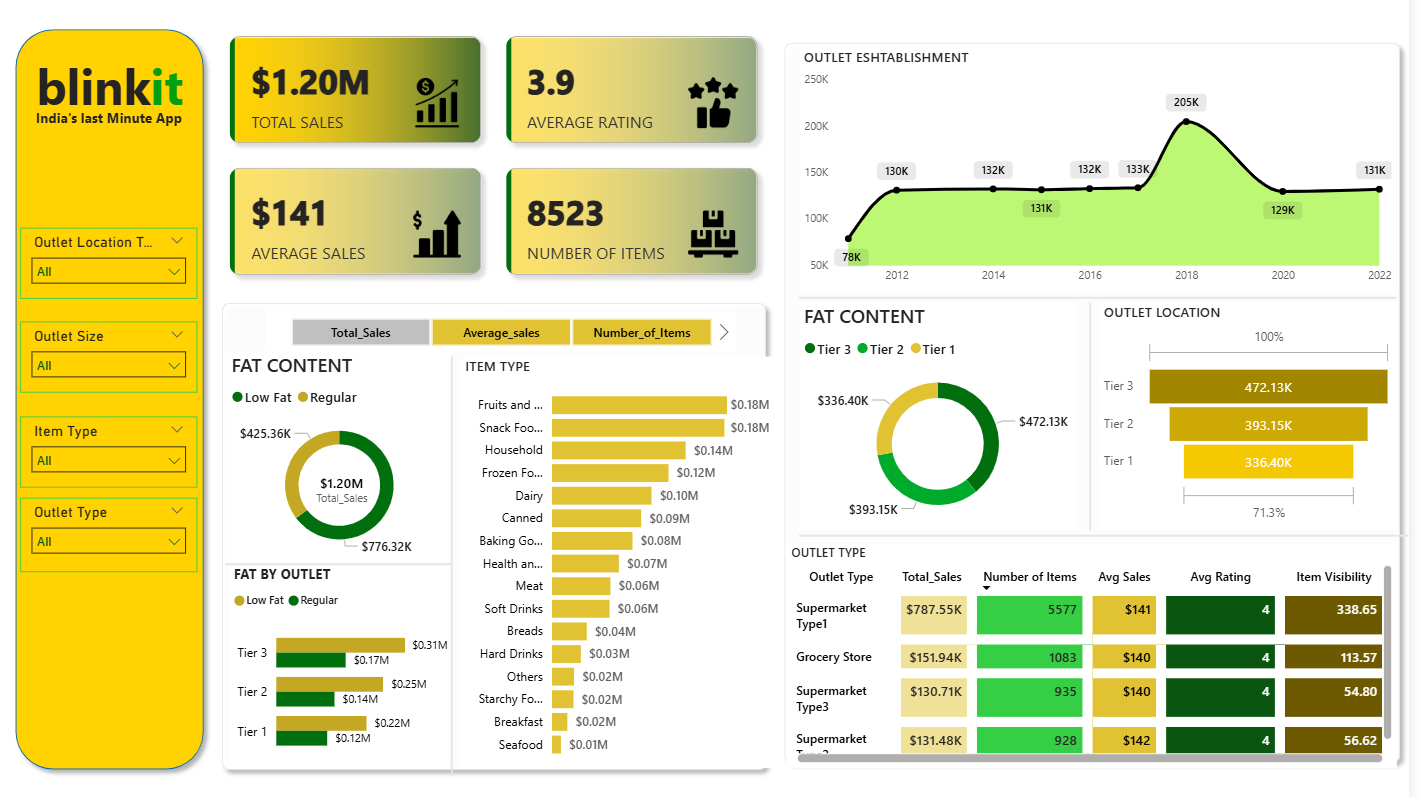 blinkit
India's last Minute App
Outlet Location T...
All
Outlet Size
All
Item Type
All
Outlet Type
All
$1.20M
TOTAL SALES
3.9
AVERAGE RATING
$141
AVERAGE SALES
8523
NUMBER OF ITEMS
Total_Sales
Average_sales
Number_of_Items
FAT CONTENT
Low Fat
Regular
$425.36K
$1.20M
Total_Sales
$776.32K
FAT BY OUTLET
Low Fat
Regular
Tier 3
$0.31M
$0.17M
Tier 2
$0.25M
$0.14M
Tier 1
$0.22M
$0.12M
ITEM TYPE
Fruits and ... $0.18M
Snack Foo... $0.18M
Household $0.14M
Frozen Fo... $0.12M
Dairy $0.10M
Canned $0.09M
Baking Go... $0.08M
Health an... $0.07M
Meat $0.06M
Soft Drinks $0.06M
Breads $0.04M
Hard Drinks $0.03M
Others $0.02M
Starchy Fo... $0.02M
Breakfast $0.02M
Seafood $0.01M
OUTLET ESHTABLISHMENT
250K
200K
150K
100K
50K
78K
130K
132K
131K
132K
133K
205K
129K
131K
2012 2014 2016 2018 2020 2022
FAT CONTENT
Tier 3 Tier 2 Tier 1
$336.40K
$472.13K
$393.15K
OUTLET LOCATION
100%
Tier 3 472.13K
Tier 2 393.15K
Tier 1 336.40K
71.3%
OUTLET TYPE
Outlet Type Total_Sales Number of Items Avg Sales Avg Rating Item Visibility
Supermarket $787.55K 5577 $141 4 338.65
Type1
Grocery Store $151.94K 1083 $140 4 113.57
Supermarket $130.71K 935 $140 4 54.80
Type3
Supermarket $131.48K 928 $142 4 56.62